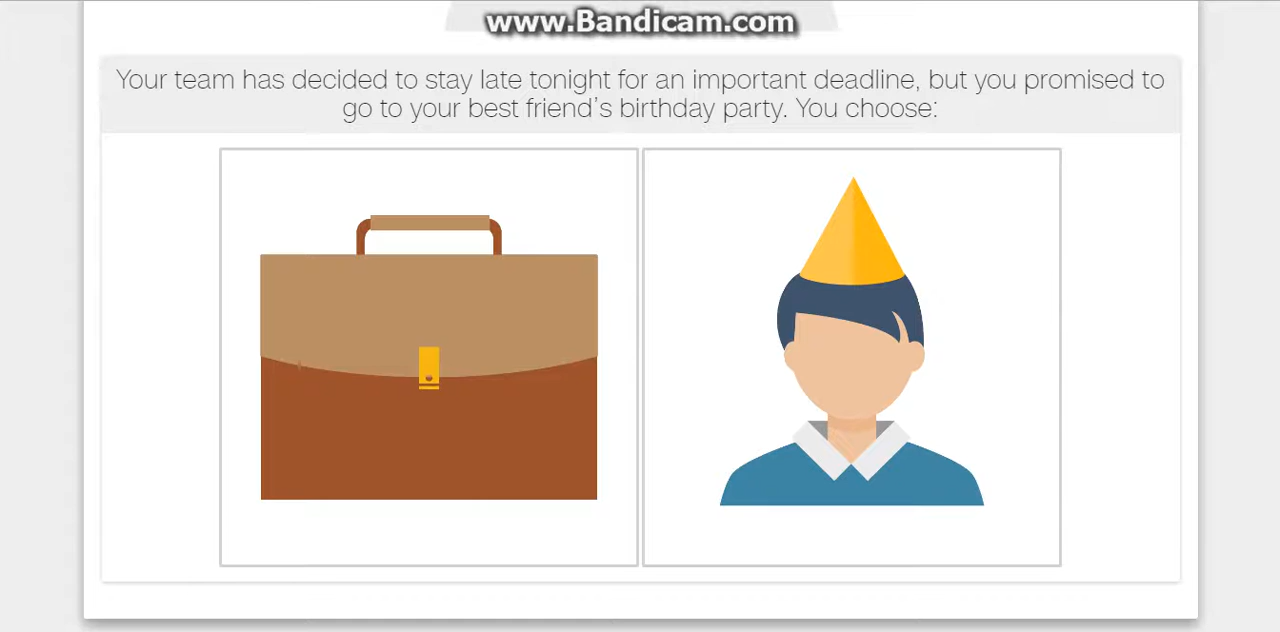 www.Bandicam.com
Your team has decided to stay late tonight for an important deadline, but you promised to
go to your best friend’s birthday party. You choose: